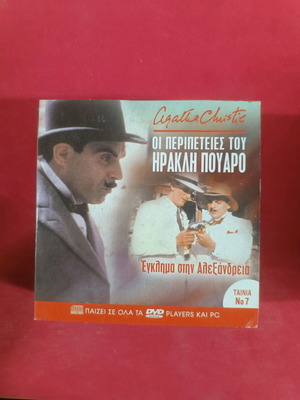 Agatha Christie
ΟΙ ΠΕΡΙΠΕΤΕΙΕΣ ΤΟΥ
ΗΡΑΚΛΗ ΠΟΥΑΡΟ
Έγκλημα στην Αλεξάνδρεια
ΤΑΙΝΙΑ
Νο 7
ΠΑΙΖΕΙ ΣΕ ΟΛΑ ΤΑ DVD PLAYERS ΚΑΙ PC